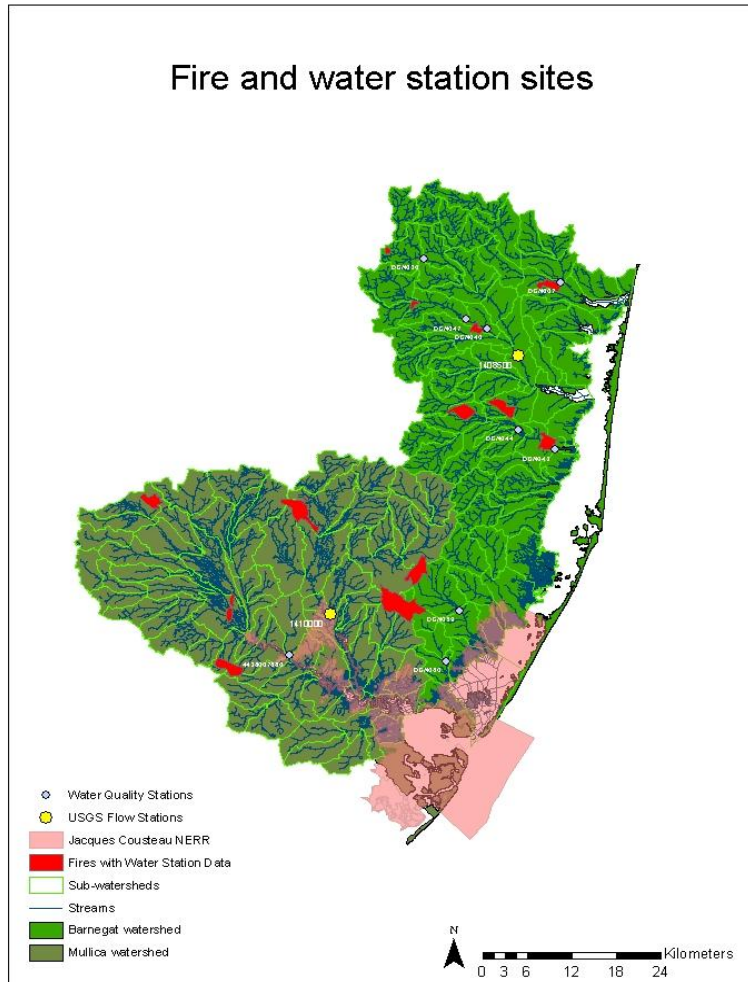 Fire and water station sites
1408500
1410000
Water Quality Stations
USGS Flow Stations
Jacques Cousteau NERR
Fires with Water Station Data
Sub-watersheds
Streams
Barnegat watershed
Mullica watershed
N
Kilometers
0 3 6 12 18 24